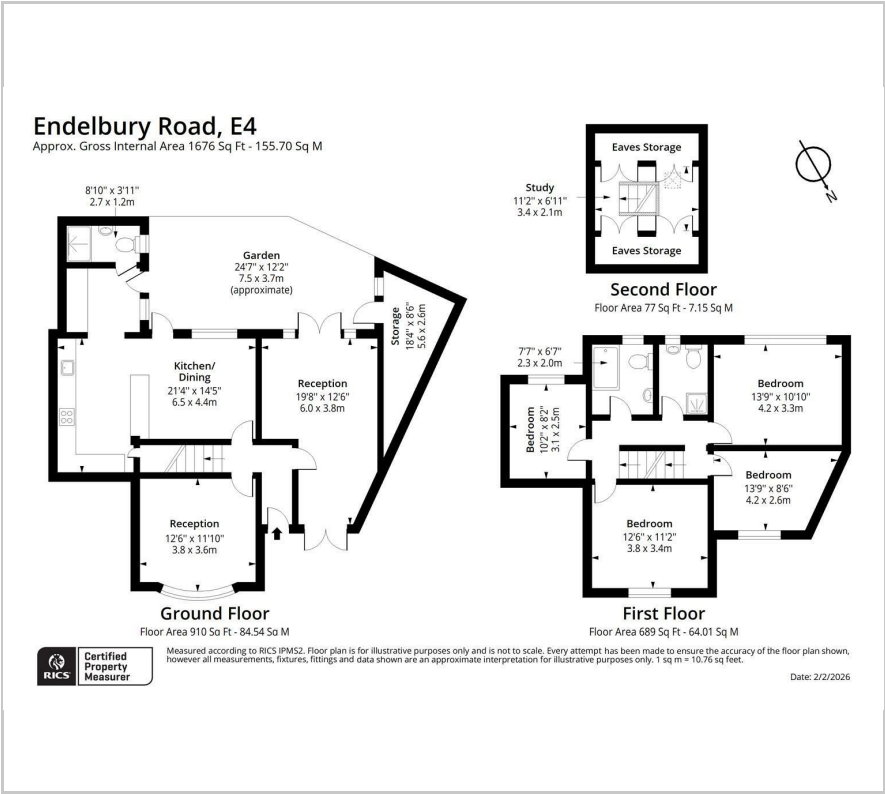 Endelbury Road, E4
Approx. Gross Internal Area 1676 Sq Ft - 155.70 Sq M
8'10" x 3'11"
2.7 x 1.2m
Garden
24'7" x 12'2"
7.5 x 3.7m
(approximate)
Storage
18'4" x 8'6"
5.6 x 2.6m
Kitchen/
Dining
21'4" x 14'5"
6.5 x 4.4m
Reception
19'8" x 12'6"
6.0 x 3.8m
Reception
12'6" x 11'10"
3.8 x 3.6m
Ground Floor
Floor Area 910 Sq Ft - 84.54 Sq M
Eaves Storage
Study
11'2" x 6'11"
3.4 x 2.1m
Eaves Storage
Second Floor
Floor Area 77 Sq Ft - 7.15 Sq M
N
7'7" x 6'7"
2.3 x 2.0m
Bedroom
10'2" x 8'2"
3.1 x 2.5m
Bedroom
13'9" x 10'10"
4.2 x 3.3m
Bedroom
13'9" x 8'6"
4.2 x 2.6m
Bedroom
12'6" x 11'2"
3.8 x 3.4m
First Floor
Floor Area 689 Sq Ft - 64.01 Sq M
RICS
Certified
Property
Measurer
Measured according to RICS IPMS2. Floor plan is for illustrative purposes only and is not to scale. Every attempt has been made to ensure the accuracy of the floor plan shown,
however all measurements, fixtures, fittings and data shown are an approximate interpretation for illustrative purposes only. 1 sq m = 10.76 sq feet.
Date: 2/2/2026